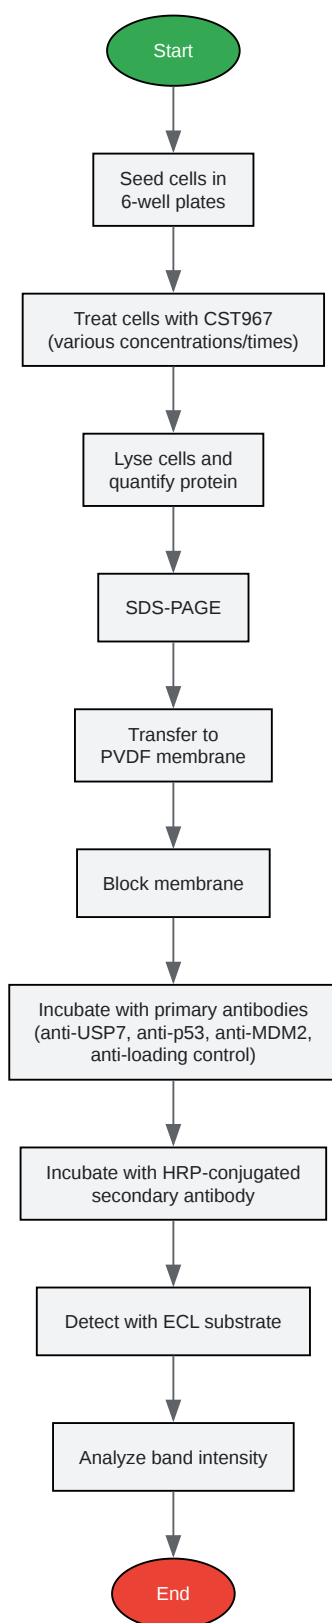 Start
Seed cells in
6-well plates
Treat cells with CST967
(various concentrations/times)
Lyse cells and
quantify protein
SDS-PAGE
Transfer to
PVDF membrane
Block membrane
Incubate with primary antibodies
(anti-USP7, anti-p53, anti-MDM2,
anti-loading control)
Incubate with HRP-conjugated
secondary antibody
Detect with ECL substrate
Analyze band intensity
End